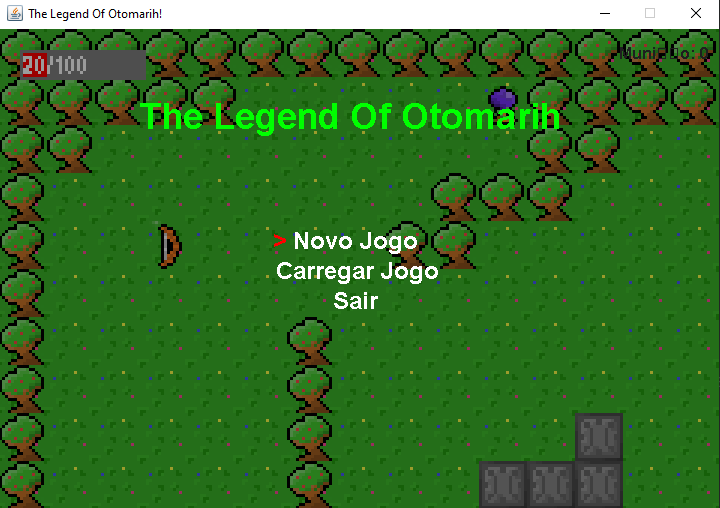 The Legend Of Otomarih!
20/100
Munição: 0
The Legend Of Otomarih
> Novo Jogo
Carregar Jogo
Sair